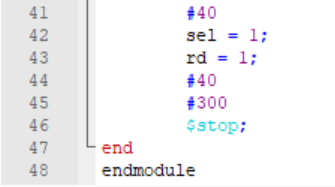 41 #40
42 sel = 1;
43 rd = 1;
44 #40
45 #300
46 $stop;
47 end
48 endmodule